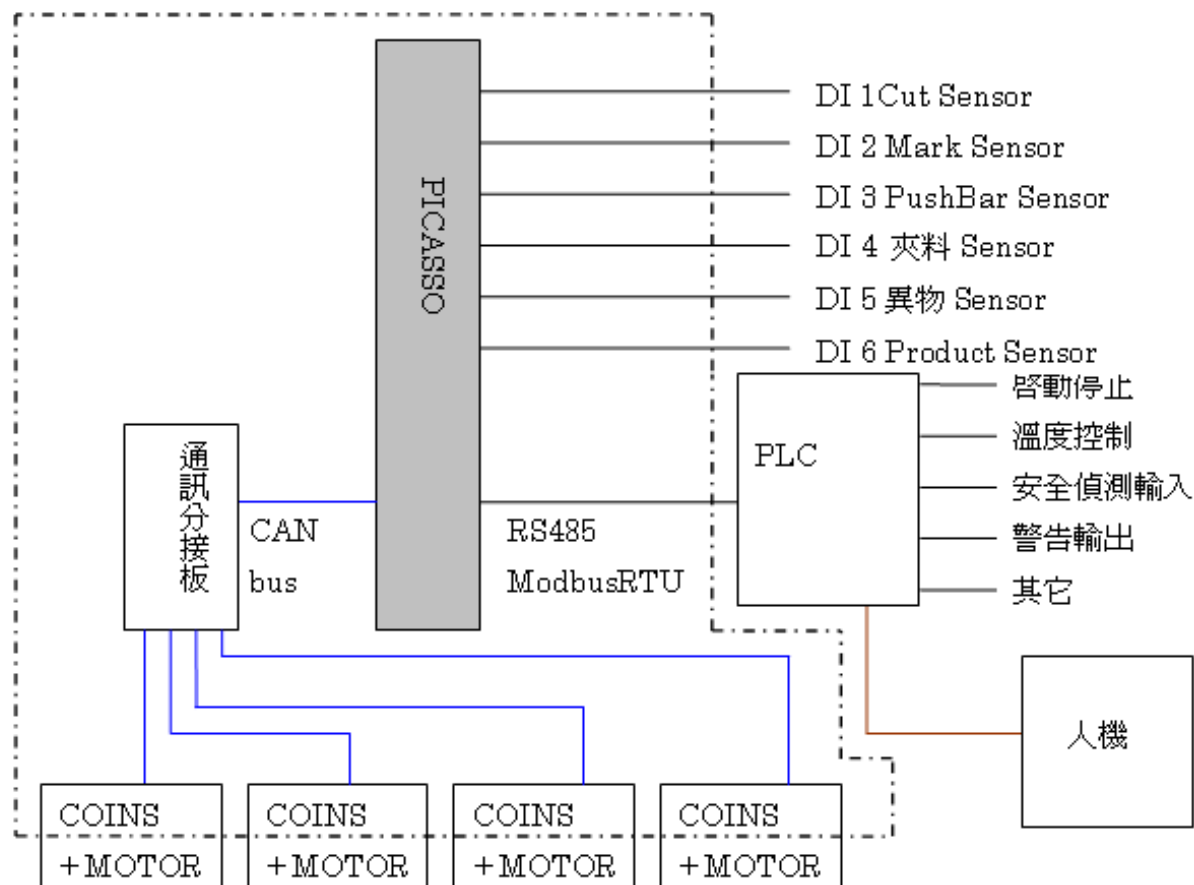 DI 1Cut Sensor
DI 2 Mark Sensor
DI 3 PushBar Sensor
DI 4 夾料 Sensor
DI 5 異物 Sensor
DI 6 Product Sensor
PICASSO
啓動停止
溫度控制
安全偵測輸入
警告輸出
其它
PLC
通訊分接板
CAN
bus
RS485
ModbusRTU
人機
COINS
+MOTOR
COINS
+MOTOR
COINS
+MOTOR
COINS
+MOTOR